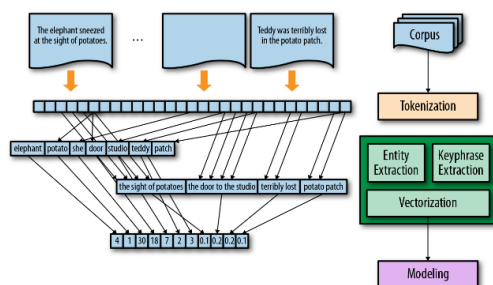 The elephant sneezed
at the sight of potatoes.
...
Teddy was terribly lost
in the potato patch.
elephant potato she door studio teddy patch
the sight of potatoes the door to the studio terribly lost potato patch
4 1 30 18 7 2 3 0.1 0.2 0.2 0.1
Corpus
Tokenization
Entity
Extraction
Keyphrase
Extraction
Vectorization
Modeling